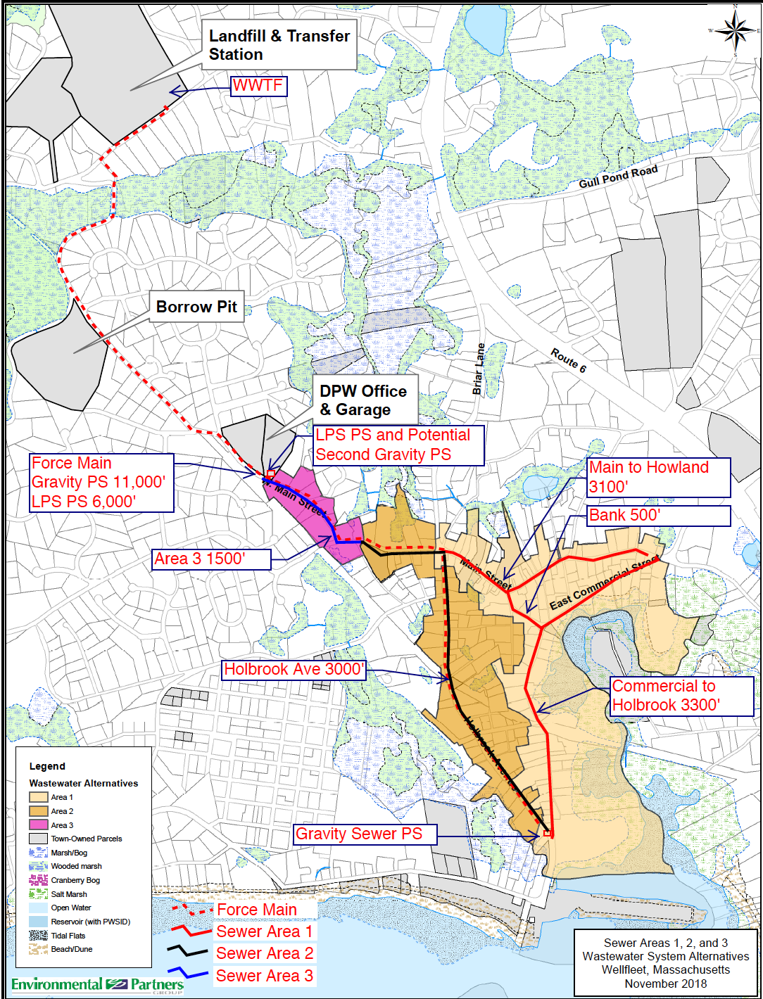 N
W
E
S
Landfill & Transfer
Station
WWTF
Gull Pond Road
Borrow Pit
Route 6
Briar Lane
DPW Office
& Garage
LPS PS and Potential
Second Gravity PS
Force Main
Gravity PS 11,000'
LPS PS 6,000'
Main to Howland
3100'
Bank 500'
N. Main Street
Area 3 1500'
Main Street
East Commercial Street
Holbrook Ave 3000'
Commercial to
Holbrook 3300'
Holbrook Avenue
Gravity Sewer PS
Legend
Wastewater Alternatives
Area 1
Area 2
Area 3
Town-Owned Parcels
Marsh/Bog
Wooded marsh
Cranberry Bog
Salt Marsh
Open Water
Reservoir (with PWSID)
Tidal Flats
Beach/Dune
Force Main
Sewer Area 1
Sewer Area 2
Sewer Area 3
Environmental Partners
GROUP
Sewer Areas 1, 2, and 3
Wastewater System Alternatives
Wellfleet, Massachusetts
November 2018